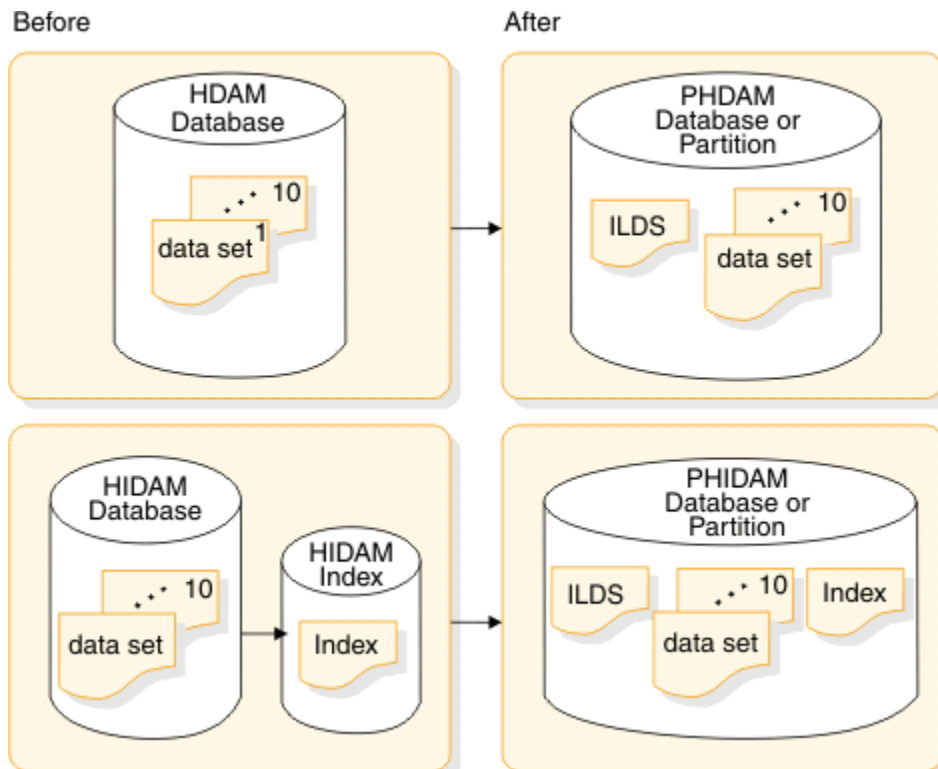 Before
After
HDAM
Database
10
1
data set
PHDAM
Database or
Partition
ILDS
10
data set
HIDAM
Database
10
data set
HIDAM
Index
Index
PHIDAM
Database or
Partition
ILDS
10
data set
Index